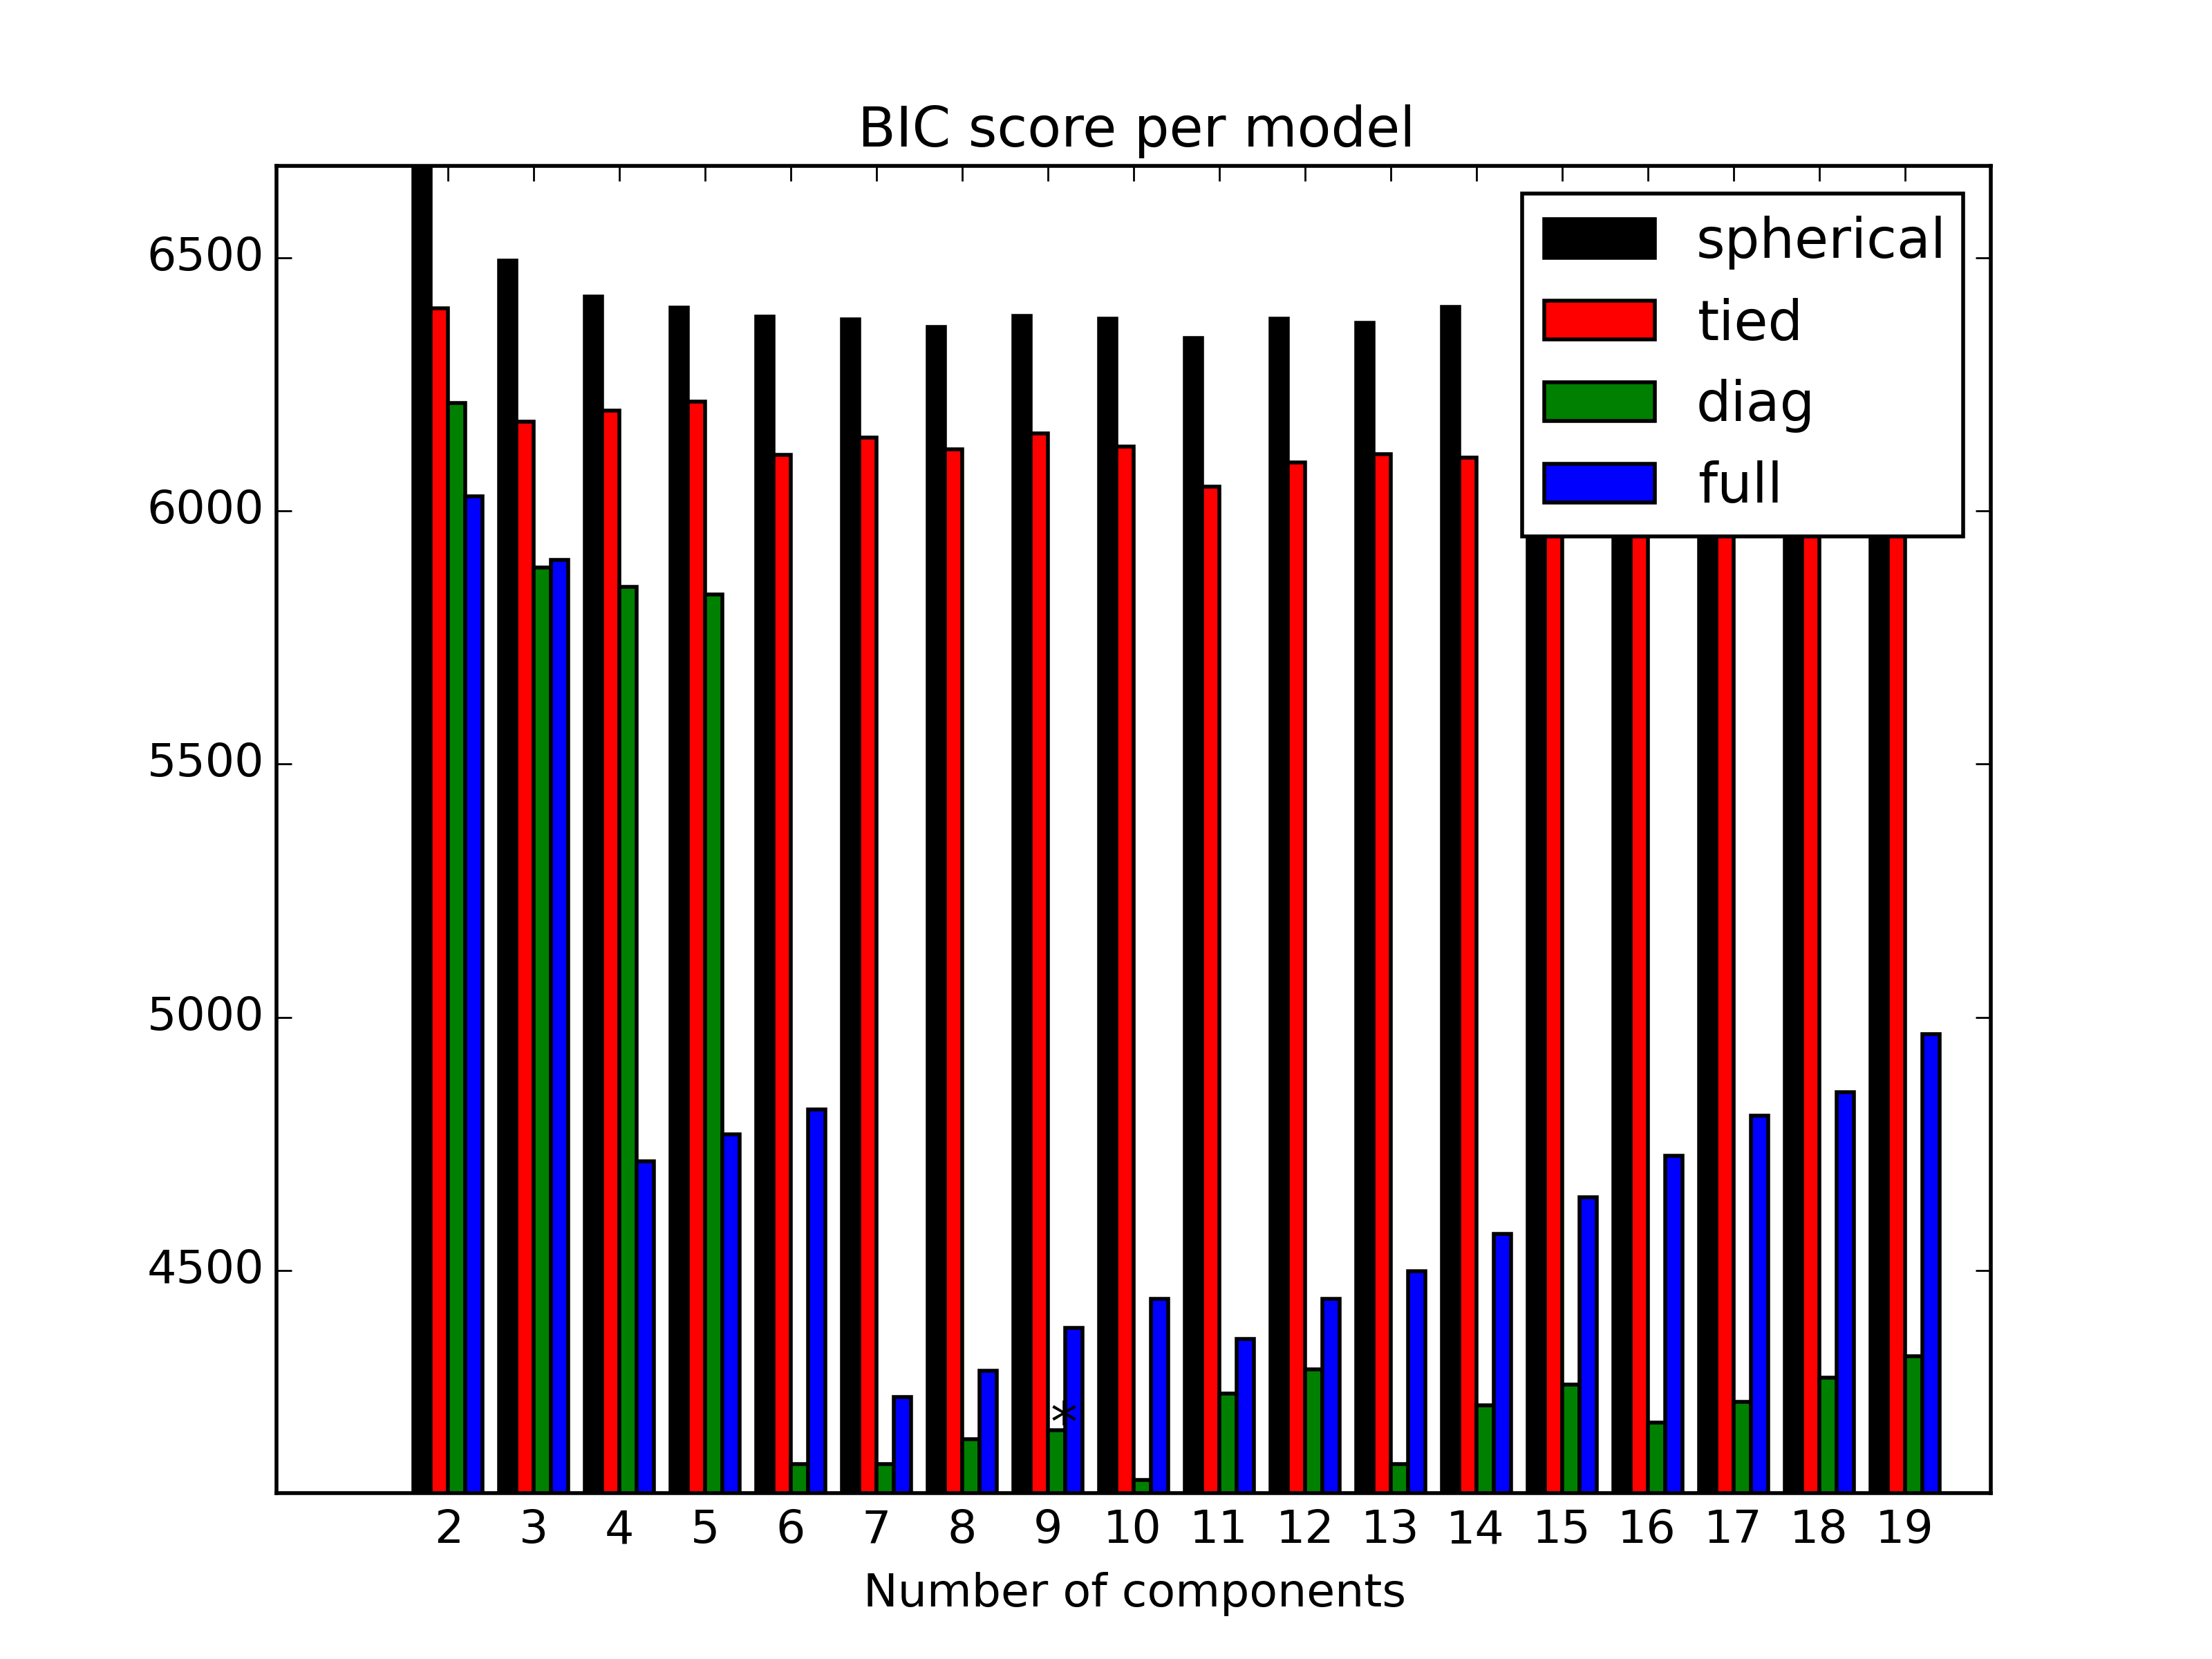 BIC score per model
6500
6000
5500
5000
4500
spherical
tied
diag
full
*
2 3 4 5 6 7 8 9 10 11 12 13 14 15 16 17 18 19
Number of components